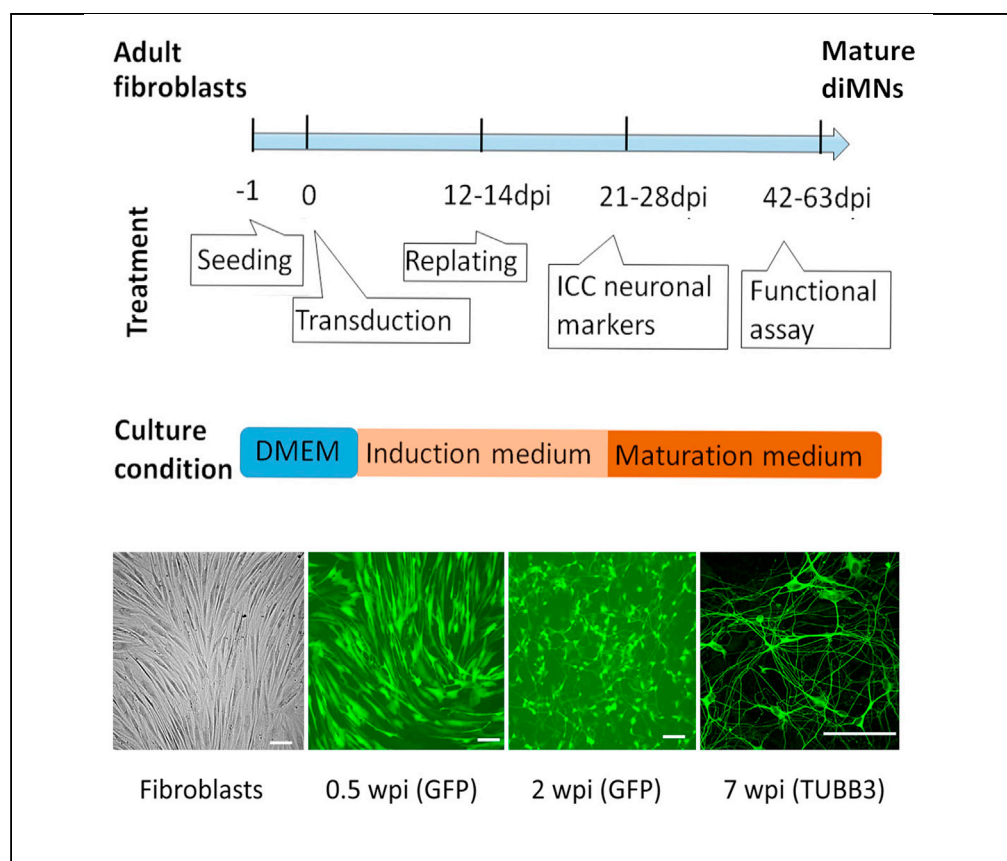 Adult
fibroblasts
Mature
diMNs
-1
0
12-14dpi
21-28dpi
42-63dpi
Treatment
Seeding
Transduction
Replating
ICC neuronal
markers
Functional
assay
Culture
condition
DMEM
Induction medium
Maturation medium
Fibroblasts
0.5 wpi (GFP)
2 wpi (GFP)
7 wpi (TUBB3)